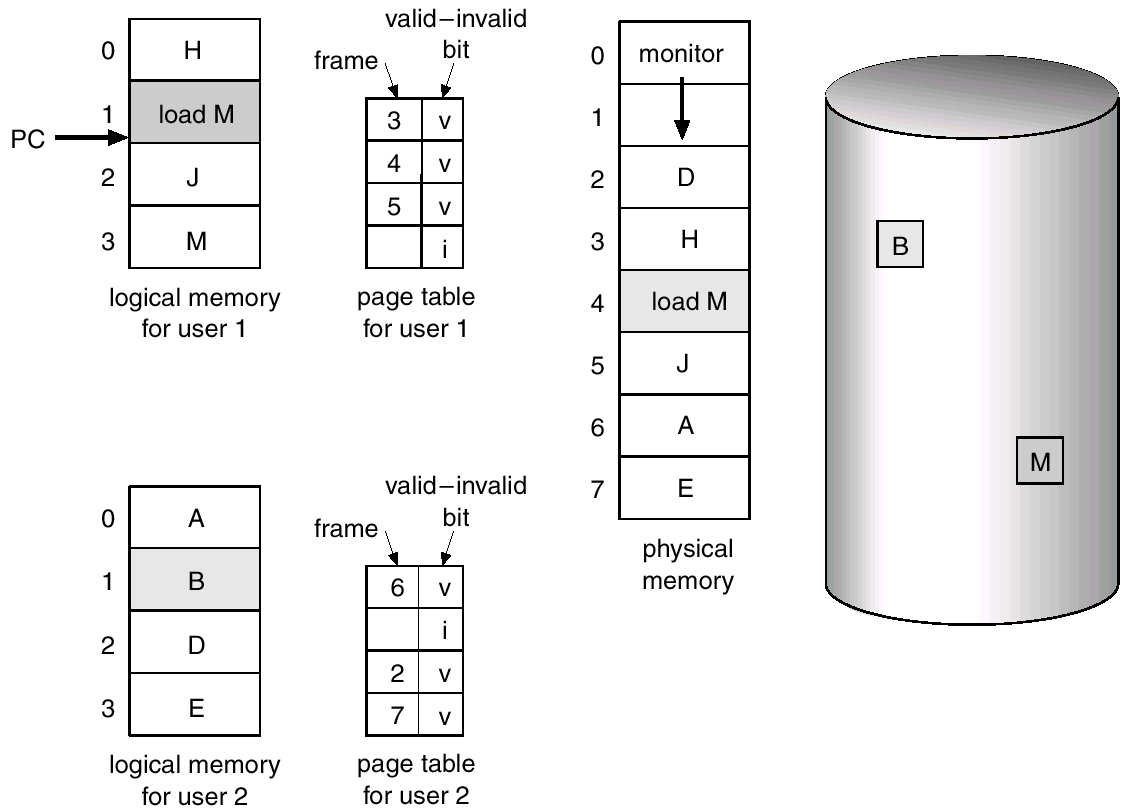 valid–invalid
bit
frame
0 H
1 load M
PC
2 J
3 M
3 v
4 v
5 v
i
logical memory
for user 1
page table
for user 1
0 A
1 B
2 D
3 E
valid–invalid
bit
frame
6 v
i
2 v
7 v
logical memory
for user 2
page table
for user 2
0 monitor
1
2 D
3 H
4 load M
5 J
6 A
7 E
physical
memory
B
M